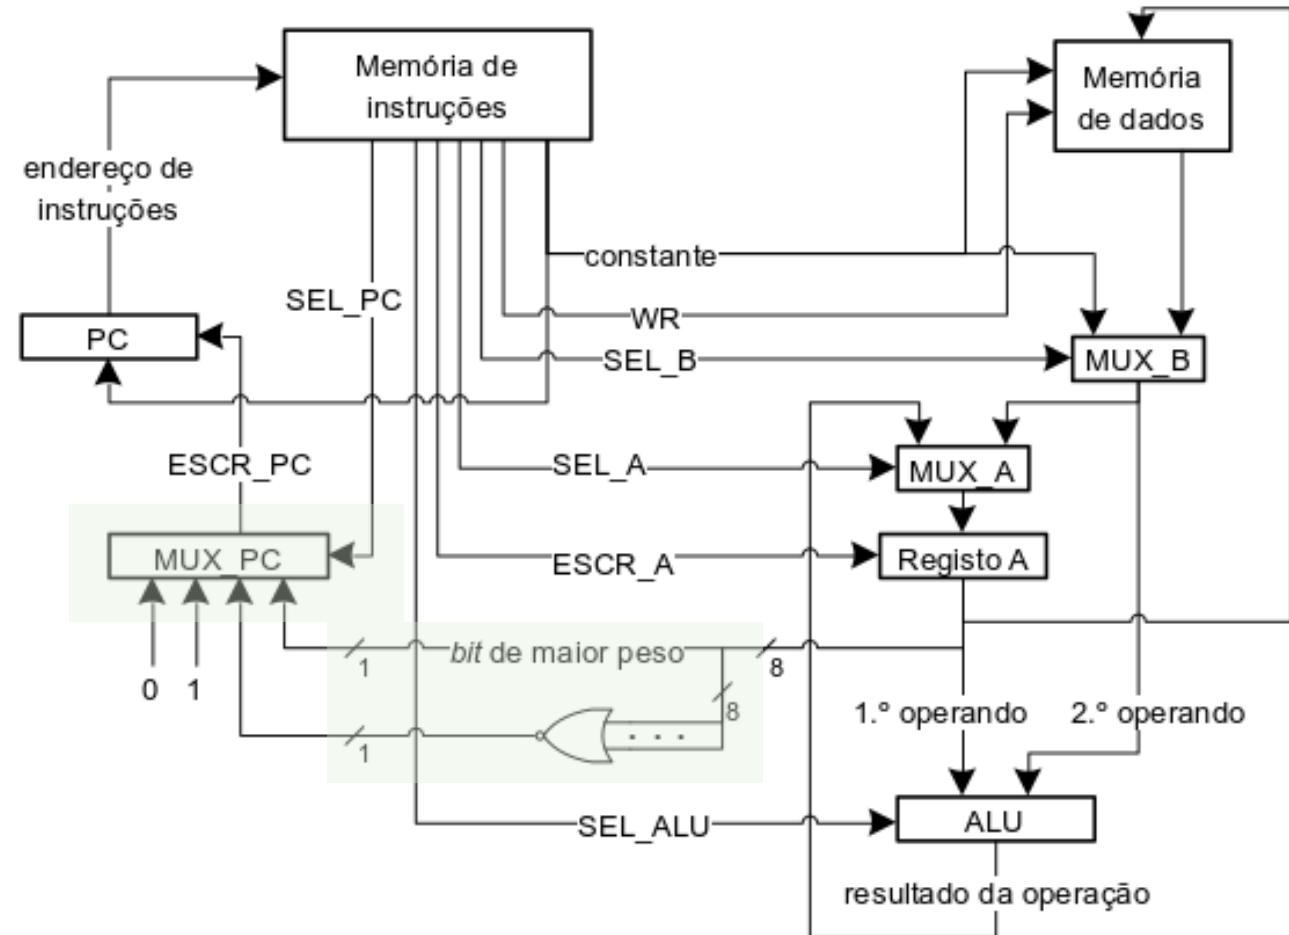 Memória de
instruções
Memória
de dados
endereço de
instruções
constante
SEL_PC
WR
PC
SEL_B
MUX_B
ESCR_PC
SEL_A
MUX_A
MUX_PC
ESCR_A
Registo A
bit de maior peso
1
8
0
1
8
1.º operando
2.º operando
1
SEL_ALU
ALU
resultado da operação